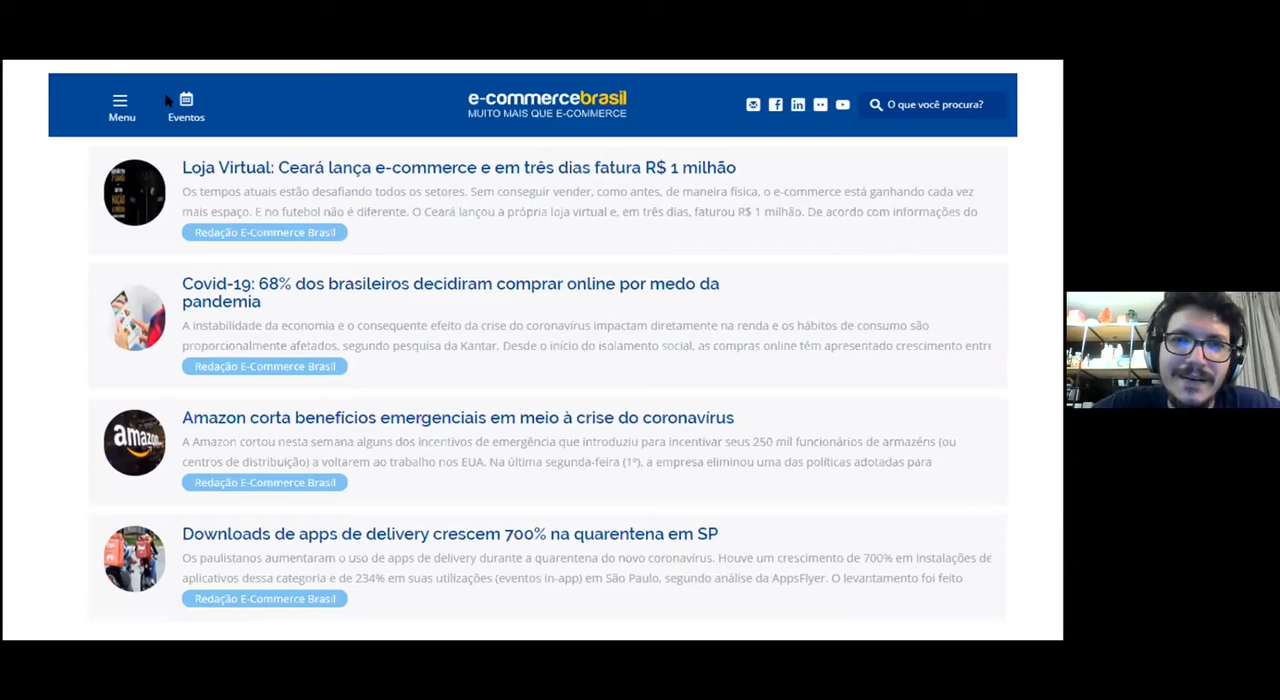 Menu
Eventos
e-commercebrasil
MUITO MAIS QUE E-COMMERCE
O que você procura?
Loja Virtual: Ceará lança e-commerce e em três dias fatura R$ 1 milhão
Os tempos atuais estão desafiando todos os setores. Sem conseguir vender, como antes, de maneira física, o e-commerce está ganhando cada vez
mais espaço. E no futebol não é diferente. O Ceará lançou a própria loja virtual e, em três dias, faturou R$ 1 milhão. De acordo com informações do
Redação E-Commerce Brasil
Covid-19: 68% dos brasileiros decidiram comprar online por medo da
pandemia
A instabilidade da economia e o consequente efeito da crise do coronavírus impactam diretamente na renda e os hábitos de consumo são
proporcionalmente afetados, segundo pesquisa da Kantar. Desde o início do isolamento social, as compras online têm apresentado crescimento entre
Redação E-Commerce Brasil
amazon
Amazon corta benefícios emergenciais em meio à crise do coronavírus
A Amazon cortou nesta semana alguns dos incentivos de emergência que introduziu para incentivar seus 250 mil funcionários de armazéns (ou
centros de distribuição) a voltarem ao trabalho nos EUA. Na última segunda-feira (1º), a empresa eliminou uma das políticas adotadas para
Redação E-Commerce Brasil
Downloads de apps de delivery crescem 700% na quarentena em SP
Os paulistanos aumentaram o uso de apps de delivery durante a quarentena do novo coronavírus. Houve um crescimento de 700% em instalações de
aplicativos dessa categoria e de 234% em suas utilizações (eventos in-app) em São Paulo, segundo análise da AppsFlyer. O levantamento foi feito
Redação E-Commerce Brasil